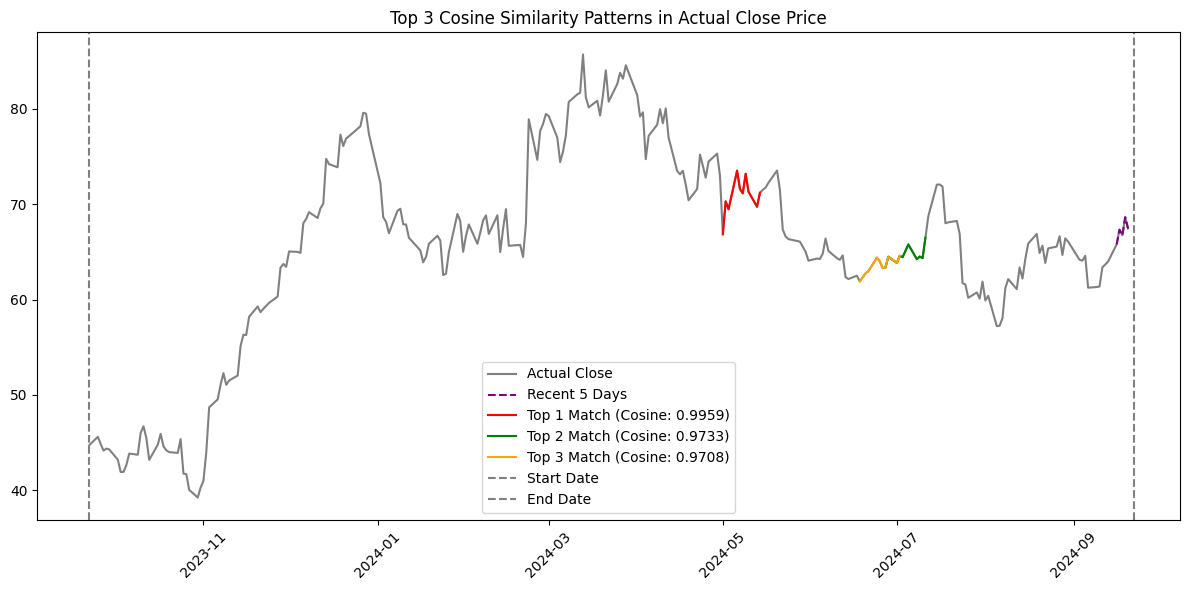 Top 3 Cosine Similarity Patterns in Actual Close Price
80
70
60
50
40
Actual Close
Recent 5 Days
Top 1 Match (Cosine: 0.9959)
Top 2 Match (Cosine: 0.9733)
Top 3 Match (Cosine: 0.9708)
Start Date
End Date
2023-11
2024-01
2024-03
2024-05
2024-07
2024-09